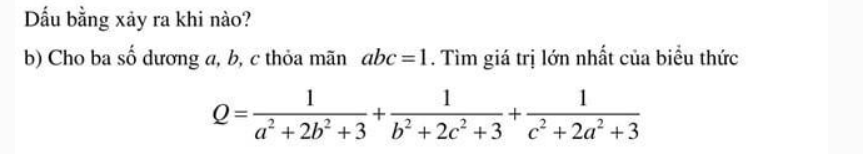 Dấu bằng xảy ra khi nào?
b) Cho ba số dương a, b, c thỏa mãn abc = 1. Tìm giá trị lớn nhất của biểu thức
Q = 1/(a² + 2b² + 3) + 1/(b² + 2c² + 3) + 1/(c² + 2a² + 3)